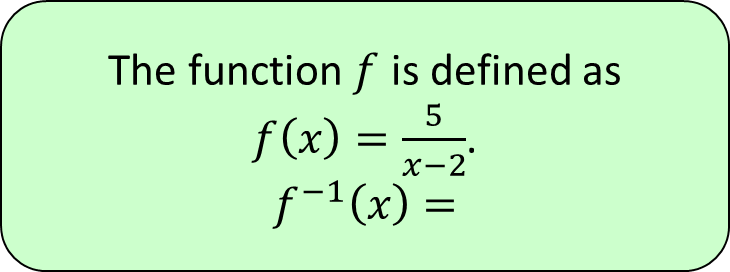 The function f is defined as
f(x) = 5/(x−2).
f⁻¹(x) =